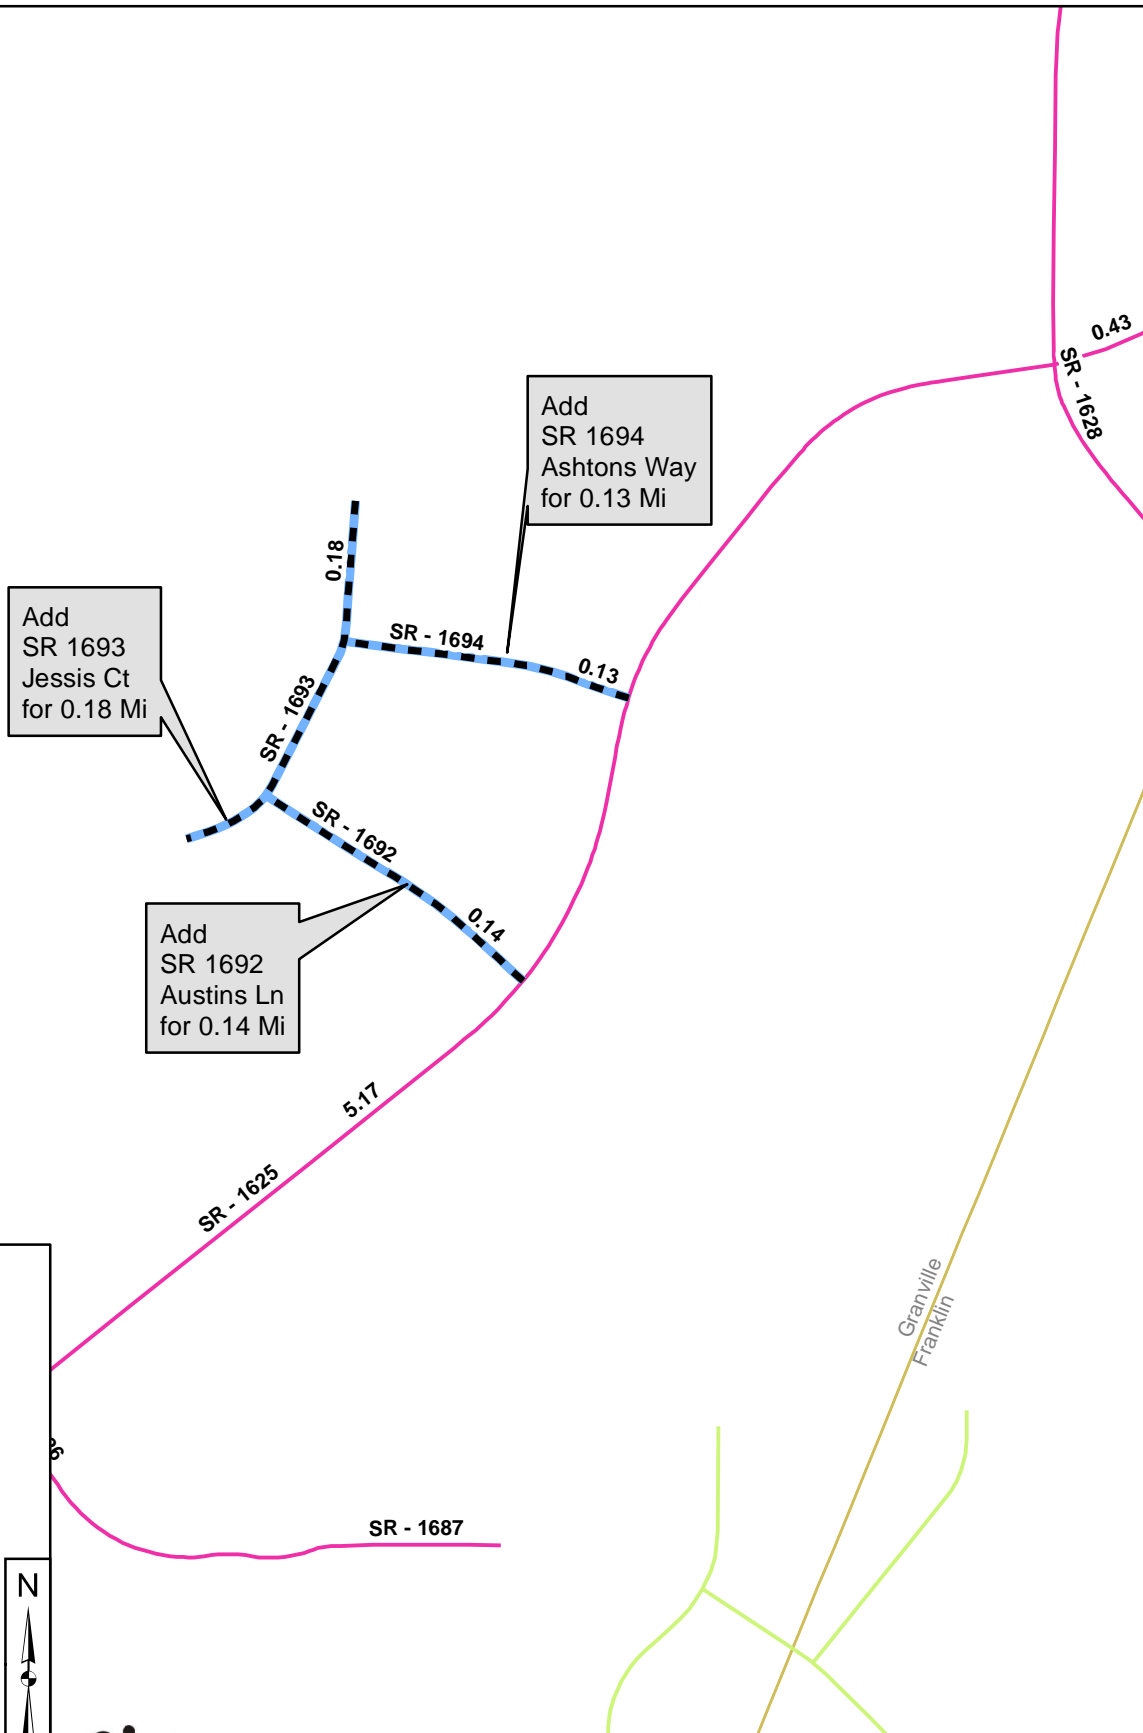 0.43
SR - 1628
Add
SR 1694
Ashtons Way
for 0.13 Mi
0.18
Add
SR 1693
Jessis Ct
for 0.18 Mi
SR - 1694
0.13
SR - 1693
SR - 1692
0.14
Add
SR 1692
Austins Ln
for 0.14 Mi
5.17
SR - 1625
Granville
Franklin
SR - 1687
N